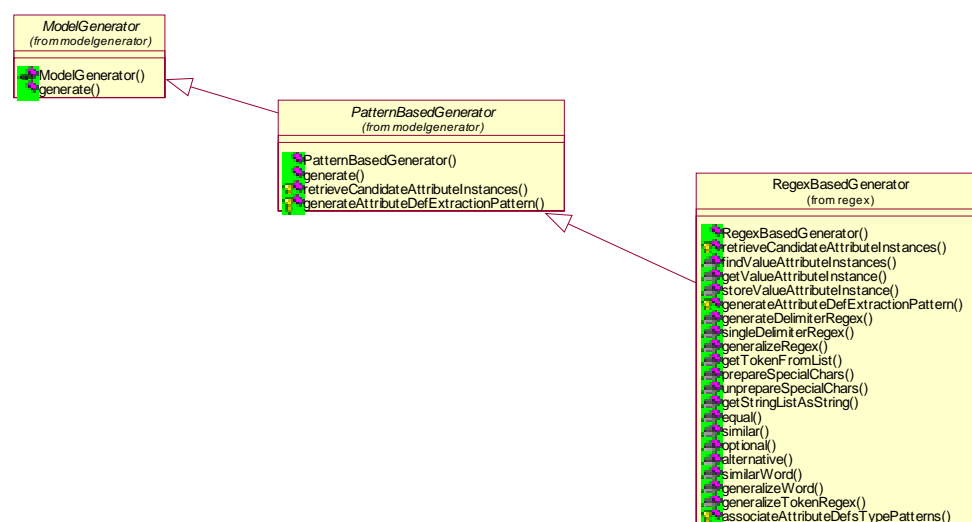 ModelGenerator
(from modelgenerator)
ModelGenerator()
generate()
PatternBasedGenerator
(from modelgenerator)
PatternBasedGenerator()
generate()
retrieveCandidateAttributeInstances()
generateAttributeDefExtractionPattern()
RegexBasedGenerator
(from regex)
RegexBasedGenerator()
retrieveCandidateAttributeInstances()
findValueAttributeInstances()
getValueAttributeInstance()
storeValueAttributeInstance()
generateAttributeDefExtractionPattern()
generateDelimiterRegex()
singleDelimiterRegex()
generalizeRegex()
getTokenFromList()
prepareSpecialChars()
unprepareSpecialChars()
getStringListAsString()
equal()
similar()
optional()
alternative()
similarWord()
generalizeWord()
generalizeTokenRegex()
associateAttributeDefsTypePatterns()